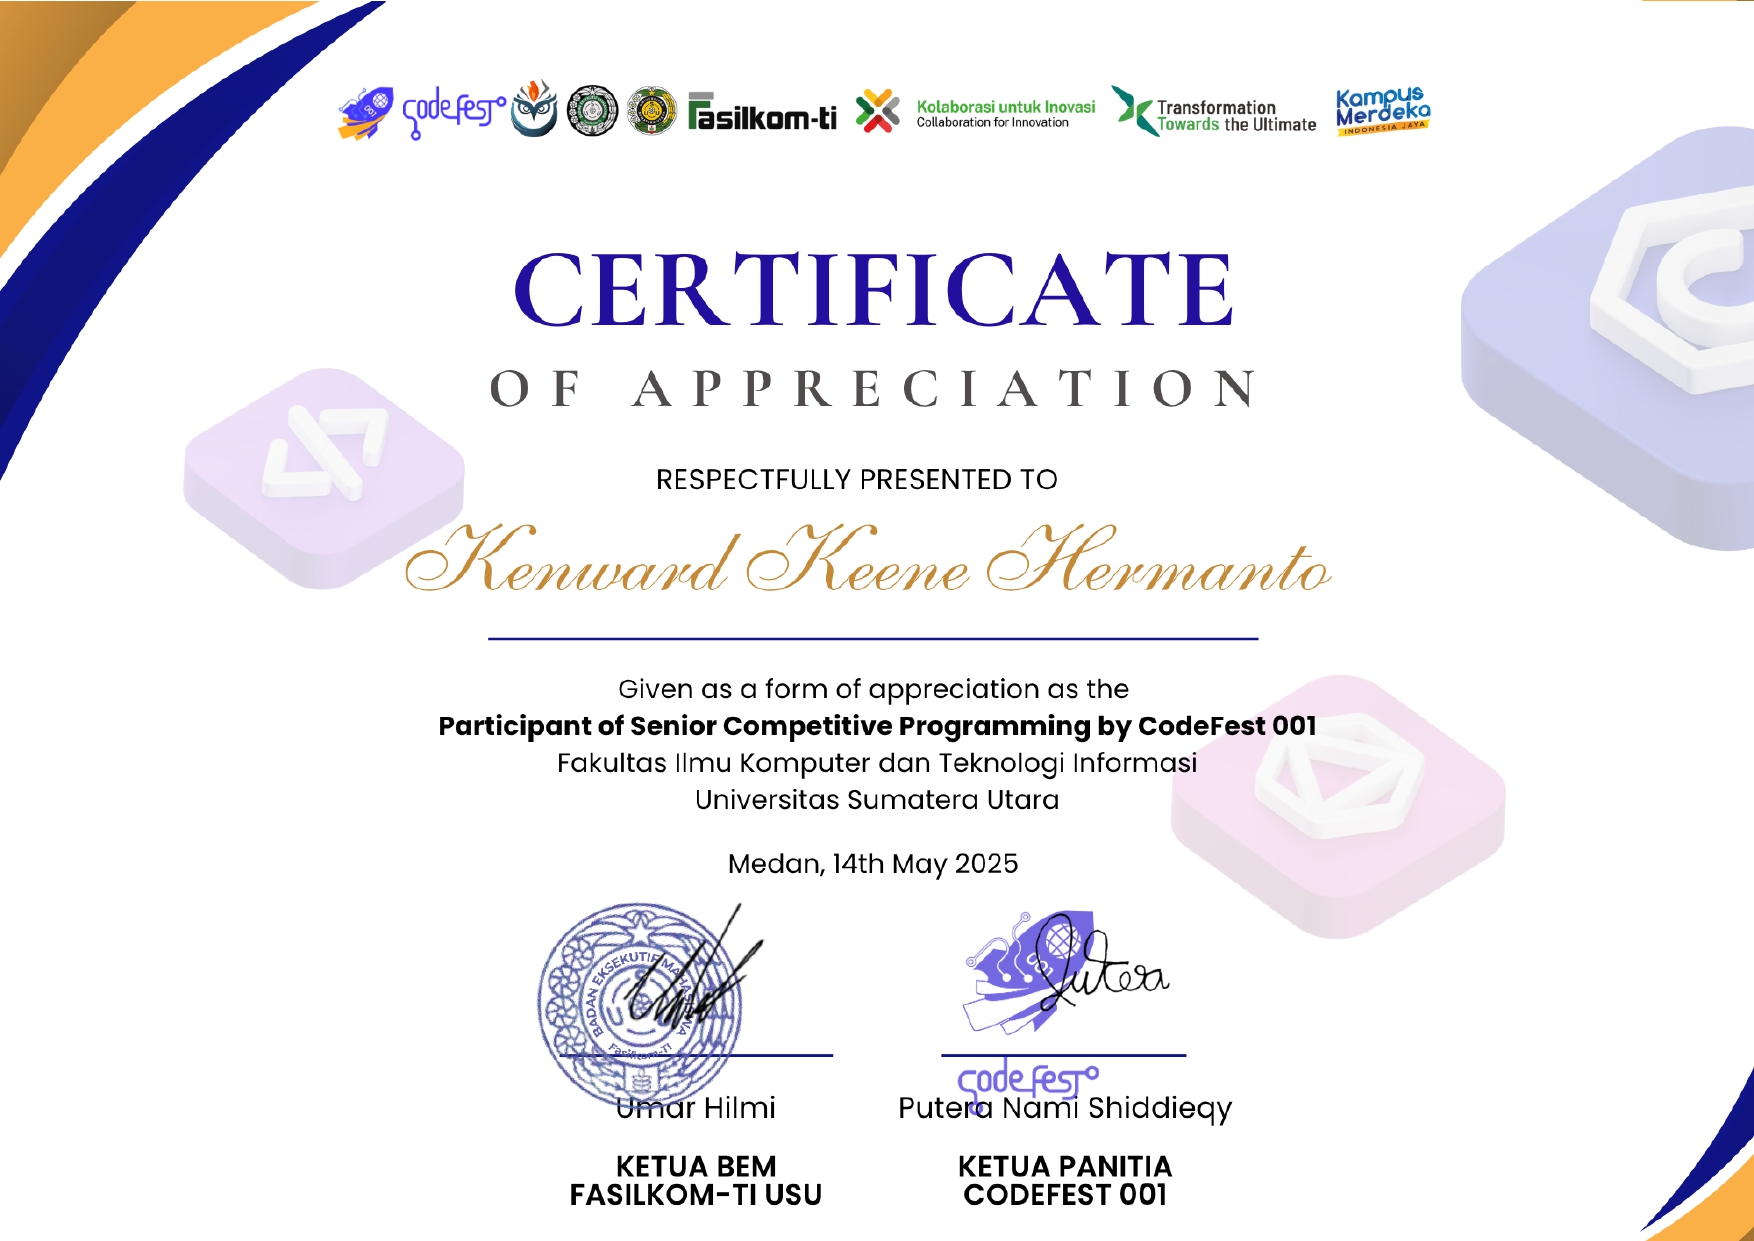 codefest
Fasilkom-ti
Kolaborasi untuk Inovasi
Collaboration for Innovation
Transformation
Towards the Ultimate
Kampus
Merdeka
INDONESIA JAYA
CERTIFICATE
OF APPRECIATION
RESPECTFULLY PRESENTED TO
Kenward Keene Hermanto
Given as a form of appreciation as the
Participant of Senior Competitive Programming by CodeFest 001
Fakultas Ilmu Komputer dan Teknologi Informasi
Universitas Sumatera Utara
Medan, 14th May 2025
BADAN EKSEKUTIF MAHASISWA
Fasilkom-TI
001
Putera
codefest
Umar Hilmi
Putera Nami Shiddieqy
KETUA BEM
FASILKOM-TI USU
KETUA PANITIA
CODEFEST 001